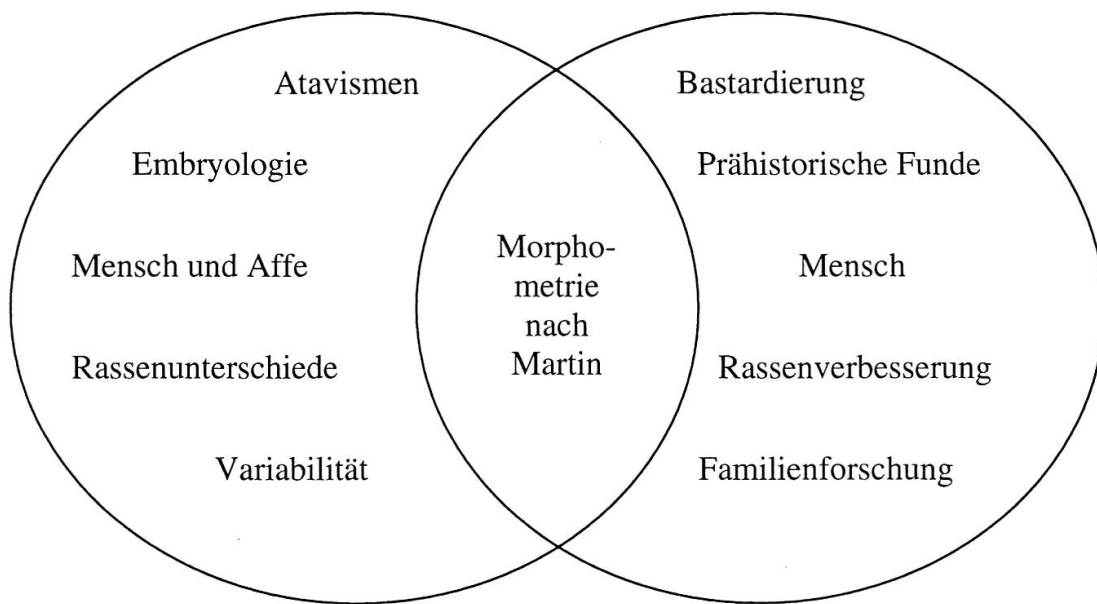 Atavismen
Embryologie
Mensch und Affe
Rassenunterschiede
Variabilität
Morpho-
metrie
nach
Martin
Bastardierung
Prähistorische Funde
Mensch
Rassenverbesserung
Familienforschung